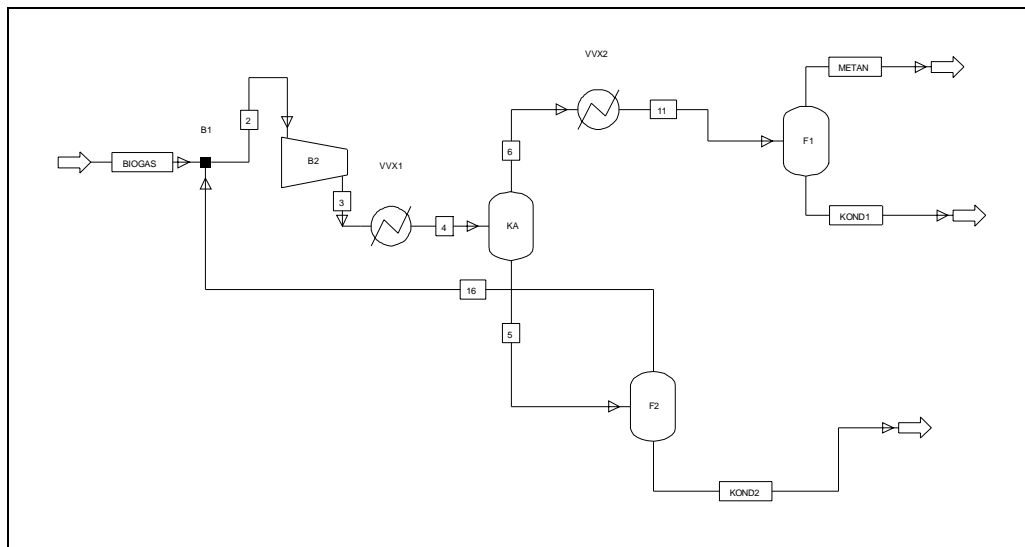 VVX2
METAN
2
11
B1
F1
6
BIOGAS
B2
VVX1
3
KOND1
4
KA
16
5
F2
KOND2